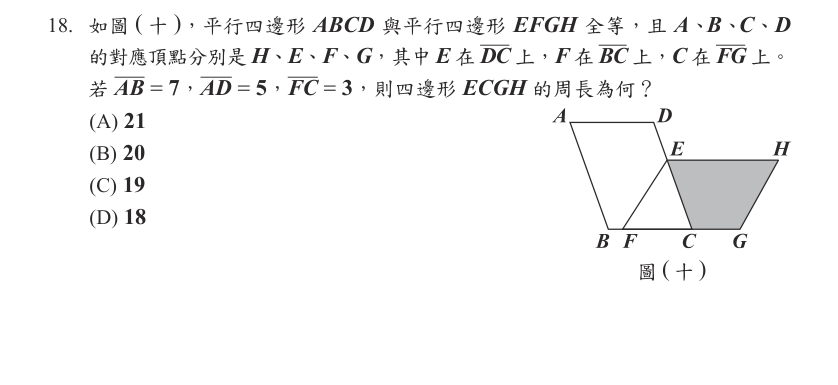 18. 如圖(十)，平行四邊形 ABCD 與平行四邊形 EFGH 全等，且 A、B、C、D
的對應頂點分別是 H、E、F、G，其中 E 在 DC 上，F 在 BC 上，C 在 FG 上。
若 AB = 7，AD = 5，FC = 3，則四邊形 ECGH 的周長為何？
(A) 21
(B) 20
(C) 19
(D) 18
A D
E H
B F C G
圖(十)